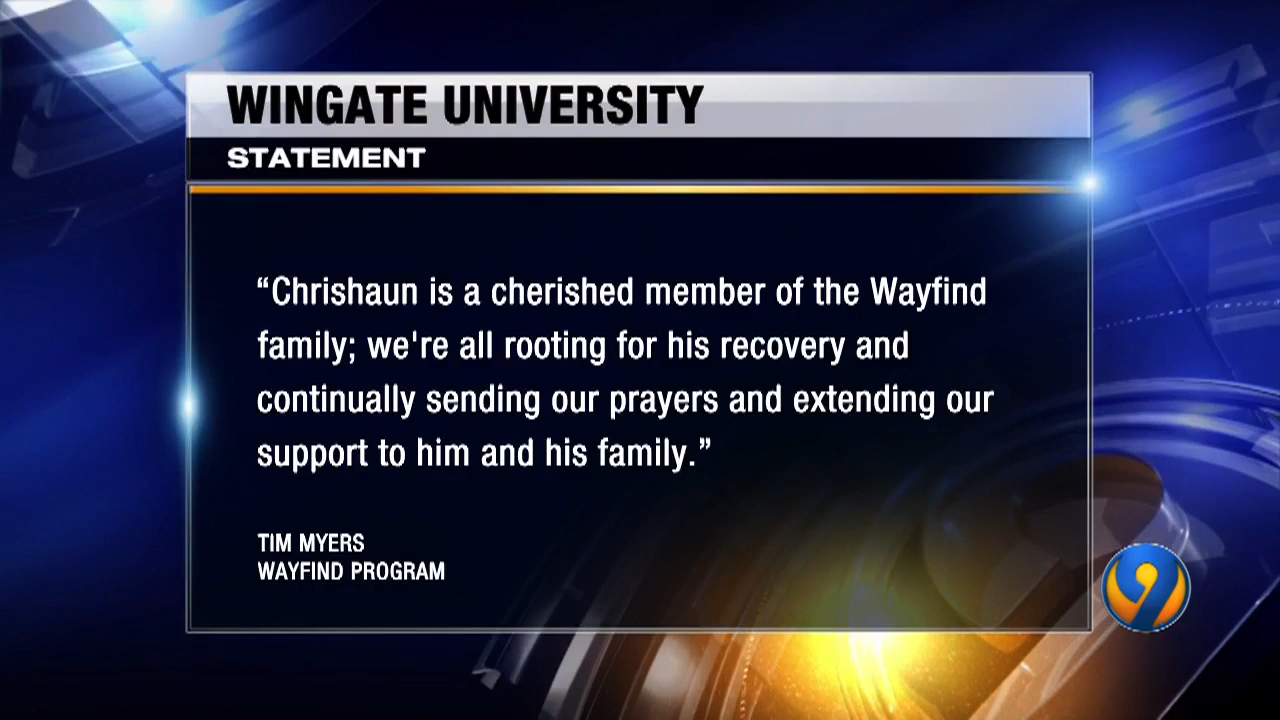 WINGATE UNIVERSITY
STATEMENT
“Chrishaun is a cherished member of the Wayfind
family; we're all rooting for his recovery and
continually sending our prayers and extending our
support to him and his family.”
TIM MYERS
WAYFIND PROGRAM
9